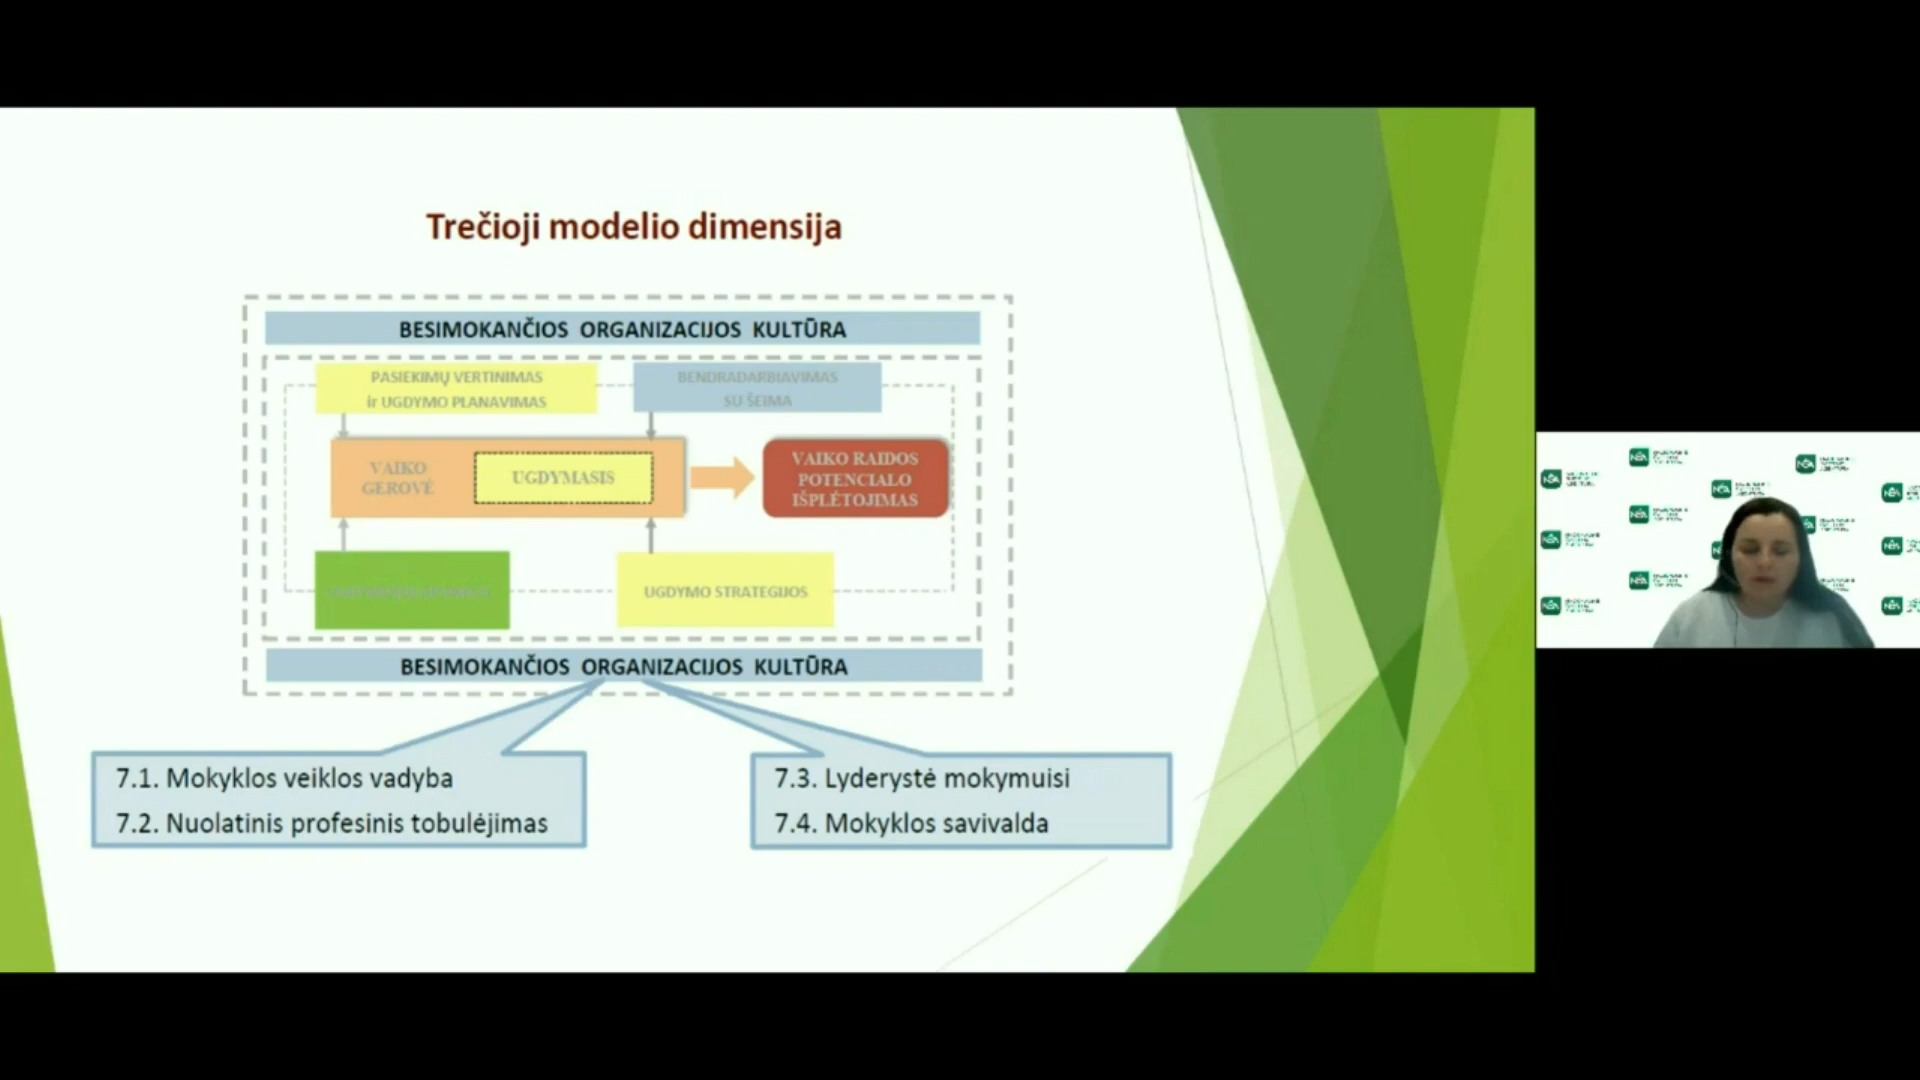 Trečioji modelio dimensija
BESIMOKANČIOS ORGANIZACIJOS KULTŪRA
PASIEKIMŲ VERTINIMAS
ir UGDYMO PLANAVIMAS
BENDRADARBIAVIMAS
SU ŠEIMA
VAIKO
GEROVĖ
UGDYMASIS
VAIKO RAIDOS
POTENCIALO
IŠPLĖTOJIMAS
UGDYMO STRATEGIJOS
BESIMOKANČIOS ORGANIZACIJOS KULTŪRA
7.1. Mokyklos veiklos vadyba
7.2. Nuolatinis profesinis tobulėjimas
7.3. Lyderystė mokymuisi
7.4. Mokyklos savivalda